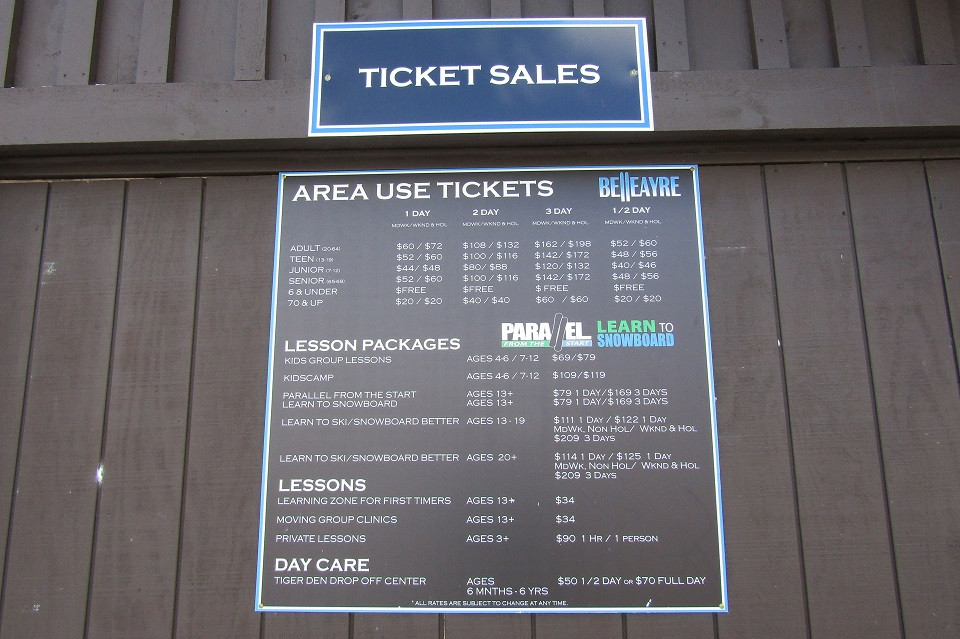 TICKET SALES
AREA USE TICKETS BELLEAYRE
1 DAY 2 DAY 3 DAY 1/2 DAY
MDWK/WKND & HOL MDWK/WKND & HOL MDWK/WKND & HOL MDWK/WKND & HOL
ADULT (20-64) $60 / $72 $108 / $132 $162 / $198 $52 / $60
TEEN (13-19) $52 / $60 $100 / $116 $142 / $172 $48 / $56
JUNIOR (7-12) $44 / $48 $80 / $88 $120 / $132 $40 / $46
SENIOR (65-69) $52 / $60 $100 / $116 $142 / $172 $48 / $56
6 & UNDER $FREE $FREE $ FREE $FREE
70 & UP $20 / $20 $40 / $40 $60 / $60 $20 / $20
PARALLEL LEARN TO
FROM THE START SNOWBOARD
LESSON PACKAGES
KIDS GROUP LESSONS AGES 4-6 / 7-12 $69/$79
KIDSCAMP AGES 4-6 / 7-12 $109/$119
PARALLEL FROM THE START AGES 13+ $79 1 DAY/$169 3 DAYS
LEARN TO SNOWBOARD AGES 13+ $79 1 DAY/$169 3 DAYS
LEARN TO SKI/SNOWBOARD BETTER AGES 13 - 19 $111 1 DAY / $122 1 DAY
MDWK, NON HOL/ WKND & HOL
$209 3 DAYS
LEARN TO SKI/SNOWBOARD BETTER AGES 20+ $114 1 DAY / $125 1 DAY
MDWK, NON HOL/ WKND & HOL
$209 3 DAYS
LESSONS
LEARNING ZONE FOR FIRST TIMERS AGES 13+ $34
MOVING GROUP CLINICS AGES 13+ $34
PRIVATE LESSONS AGES 3+ $90 1 HR / 1 PERSON
DAY CARE
TIGER DEN DROP OFF CENTER AGES $50 1/2 DAY OR $70 FULL DAY
6 MNTHS - 6 YRS
*ALL RATES ARE SUBJECT TO CHANGE AT ANY TIME.